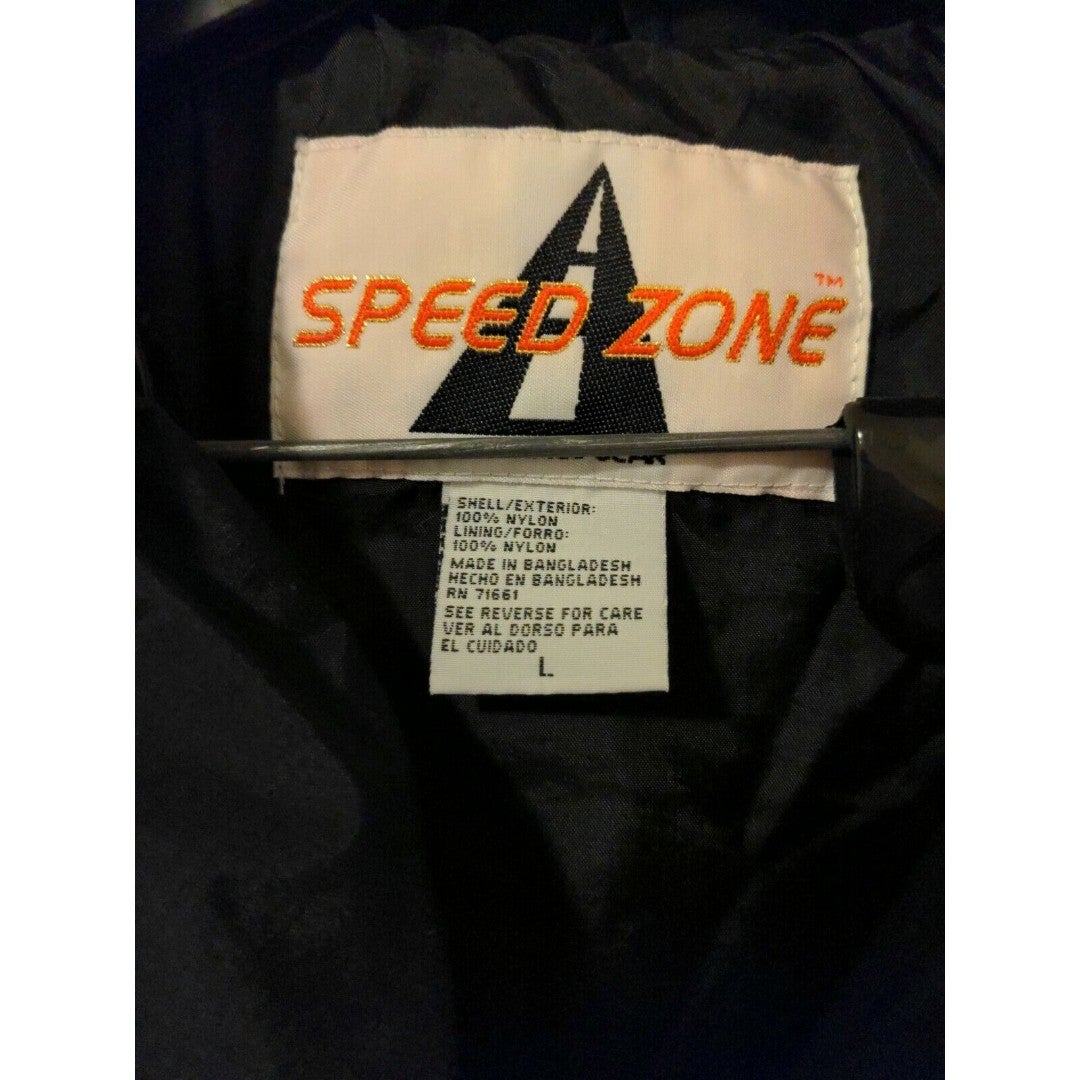 SPEED ZONE™
GEAR
SHELL/EXTERIOR:
100% NYLON
LINING/FORRO:
100% NYLON
MADE IN BANGLADESH
HECHO EN BANGLADESH
RN 71661
SEE REVERSE FOR CARE
VER AL DORSO PARA
EL CUIDADO
L